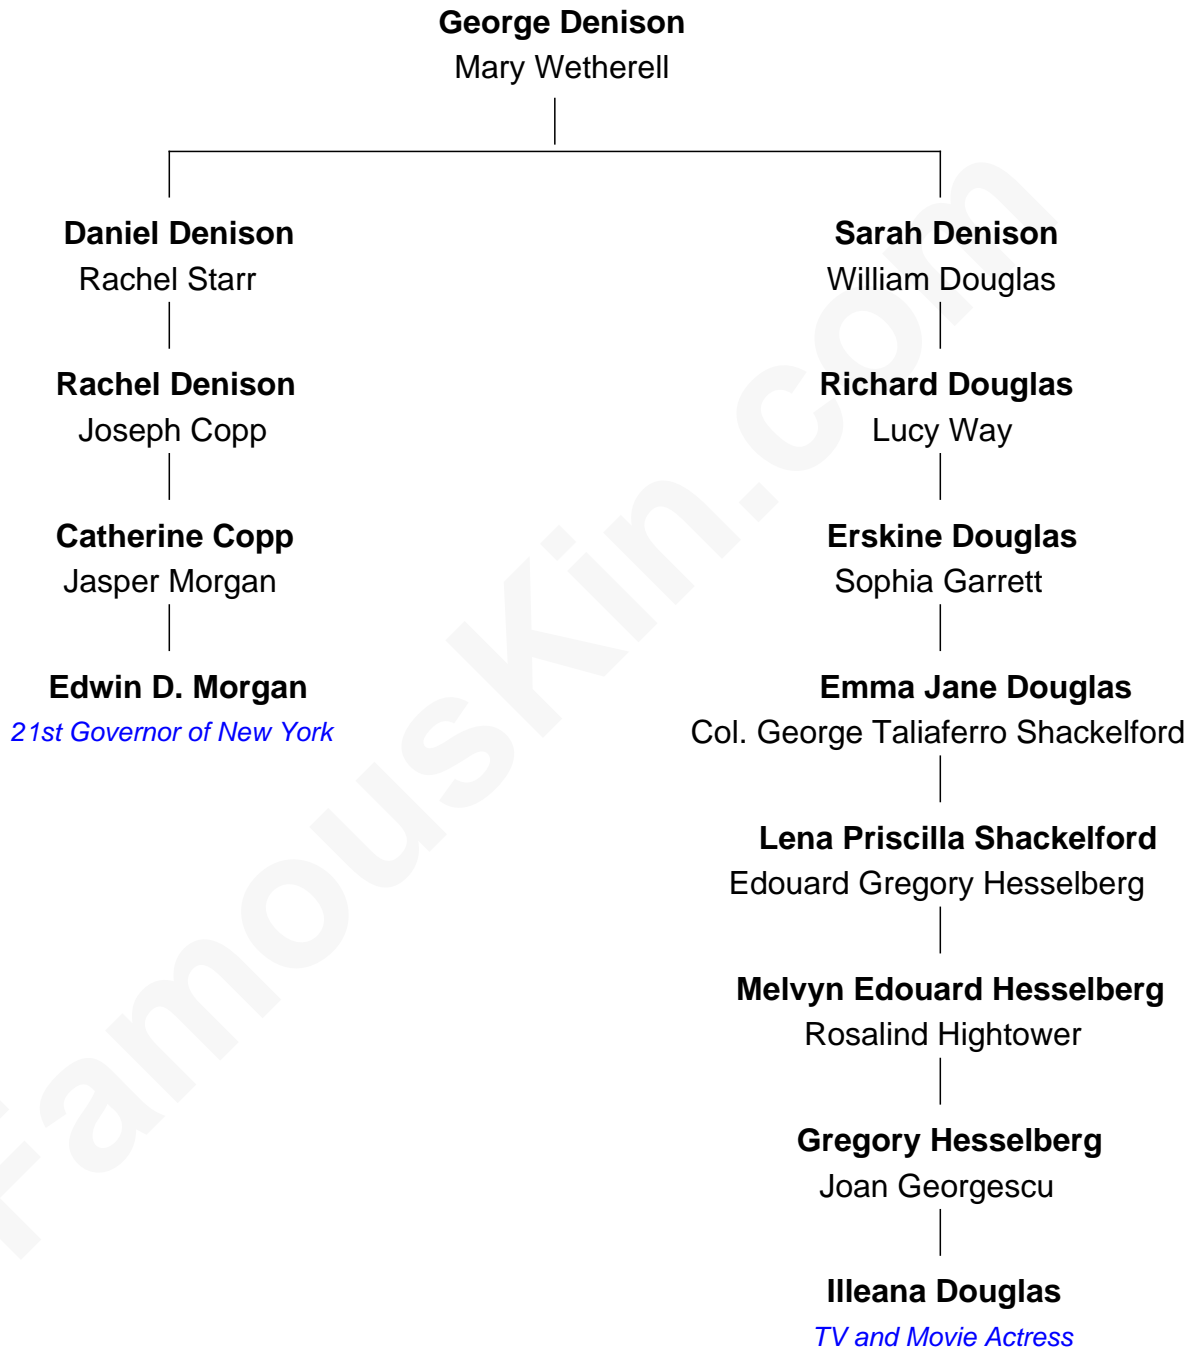 George Denison
Mary Wetherell
Daniel Denison
Rachel Starr
Rachel Denison
Joseph Copp
Catherine Copp
Jasper Morgan
Edwin D. Morgan
21st Governor of New York
Sarah Denison
William Douglas
Richard Douglas
Lucy Way
Erskine Douglas
Sophia Garrett
Emma Jane Douglas
Col. George Taliaferro Shackelford
Lena Priscilla Shackelford
Edouard Gregory Hesselberg
Melvyn Edouard Hesselberg
Rosalind Hightower
Gregory Hesselberg
Joan Georgescu
Illeana Douglas
TV and Movie Actress
FamousKin.com